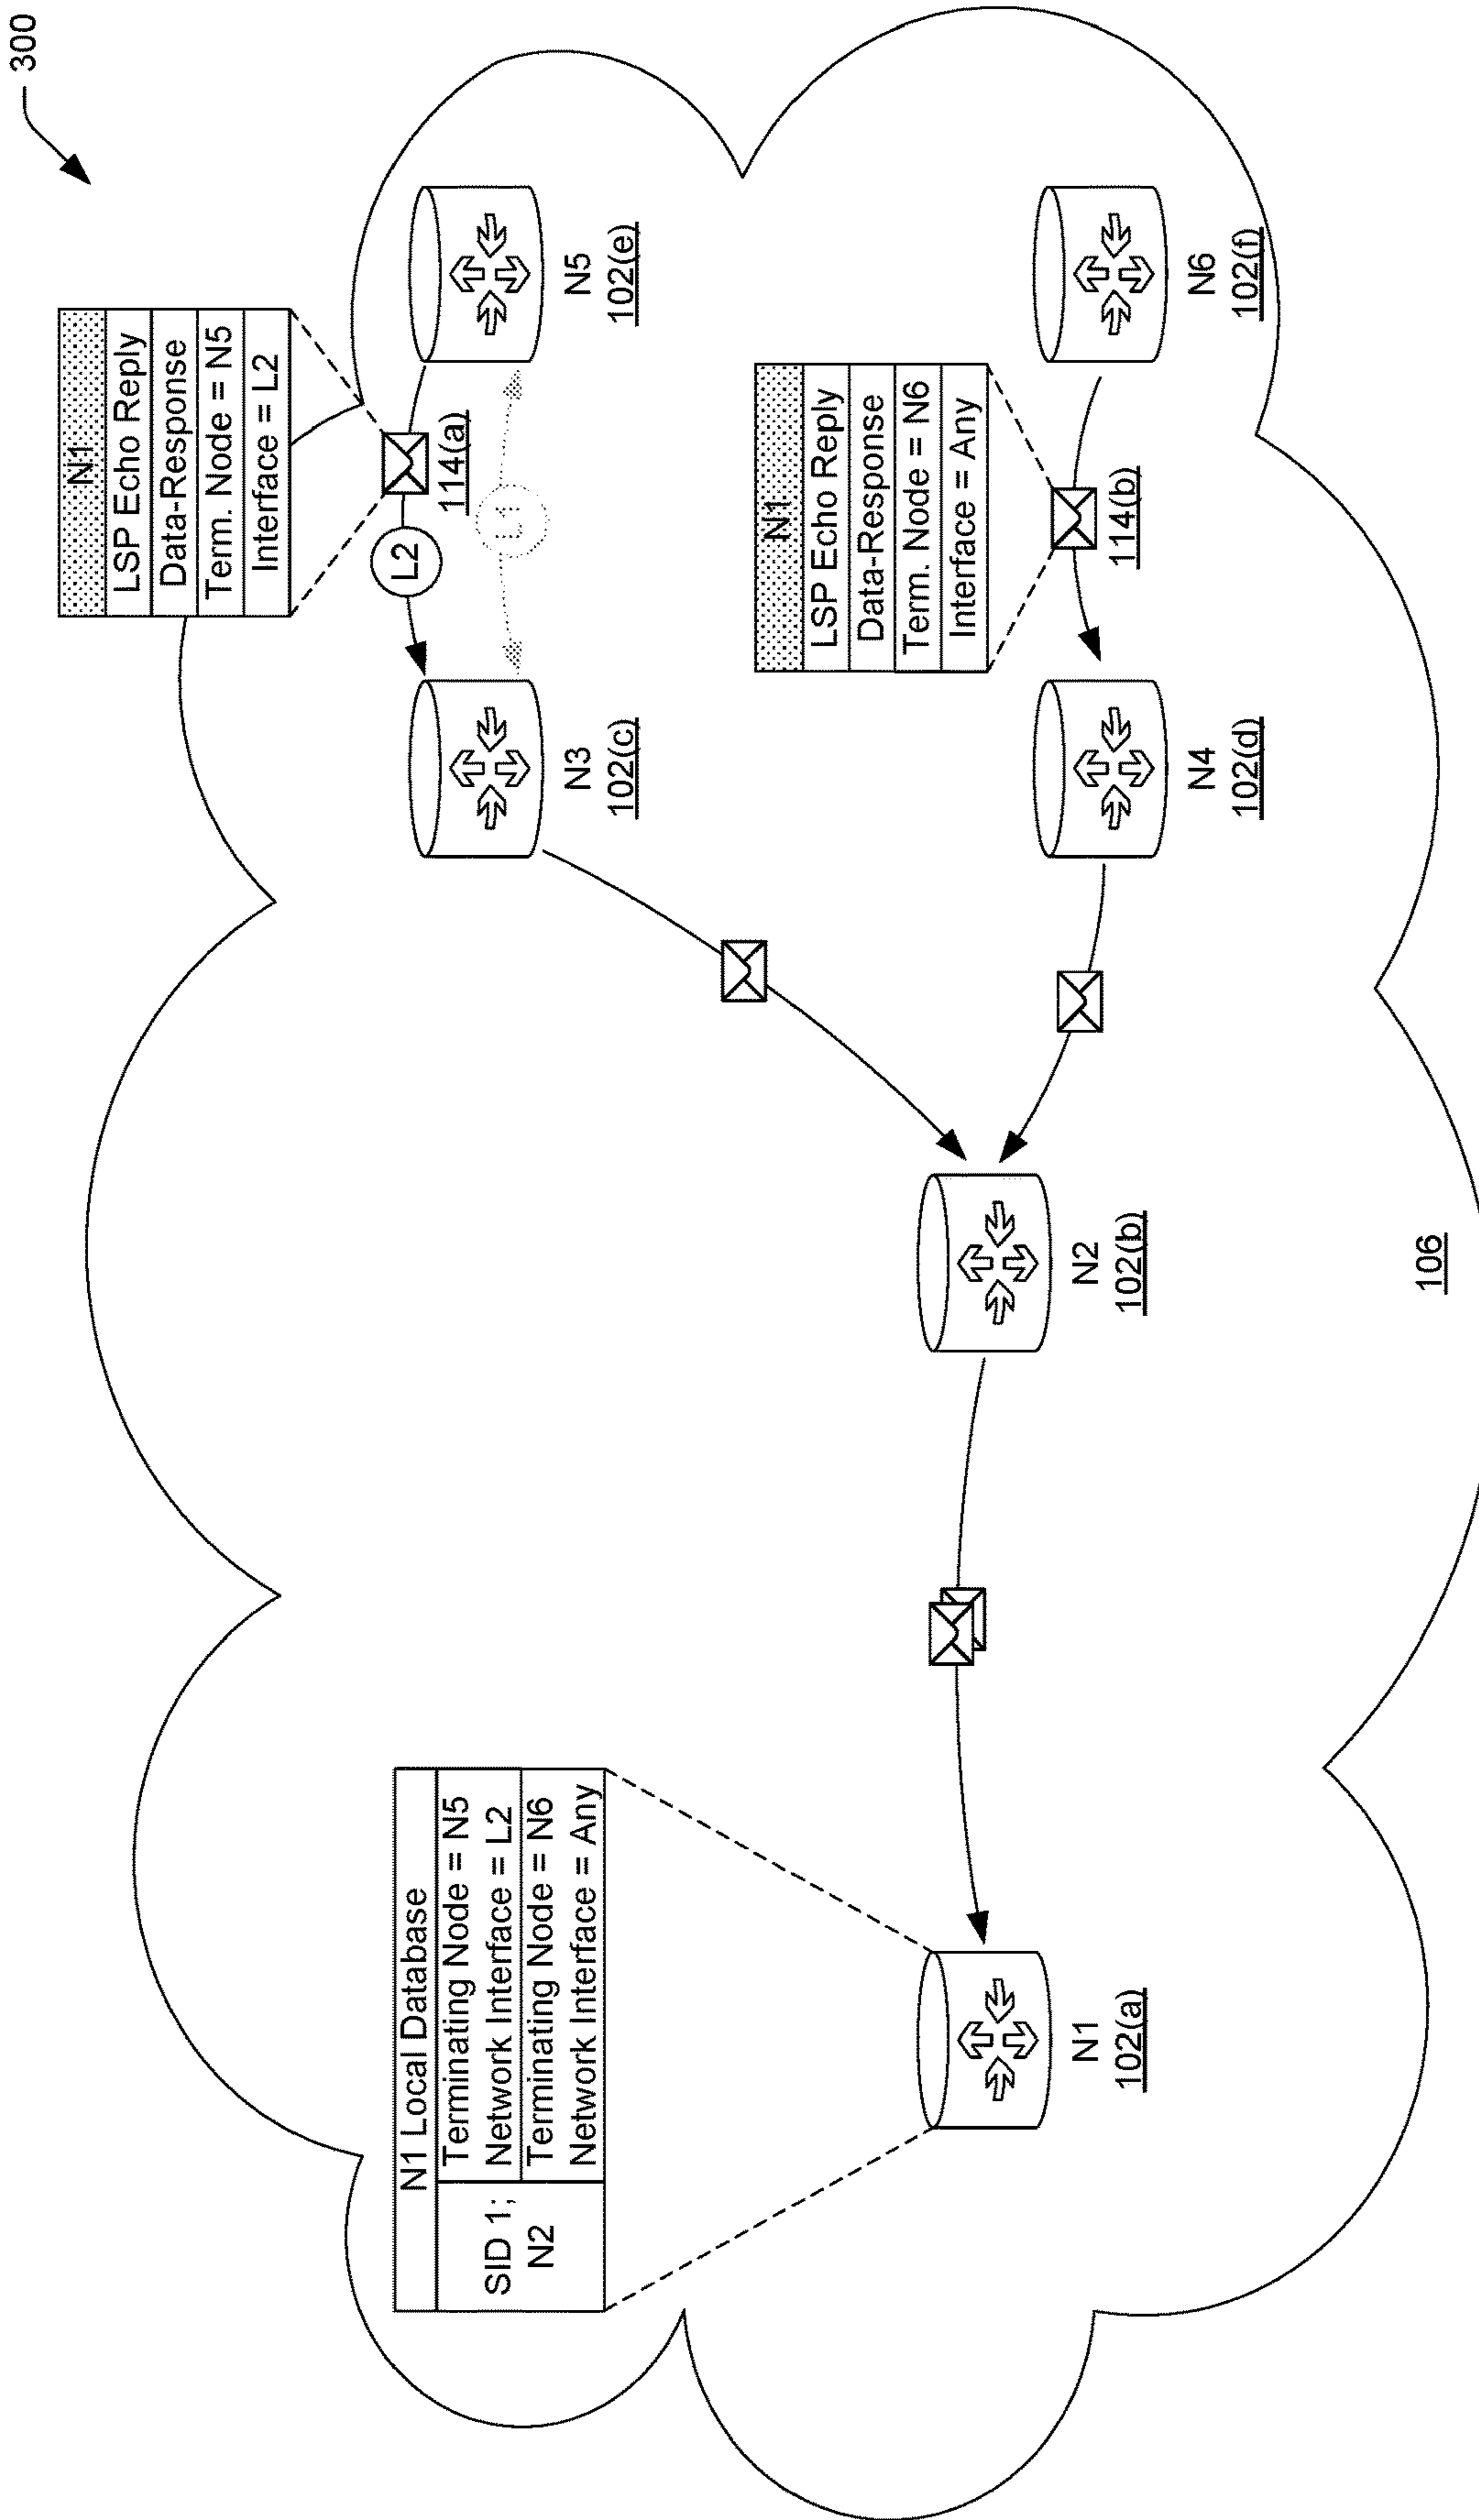 300
N1
LSP Echo Reply
Data-Response
Term. Node = N5
Interface = L2
L2
114(a)
L1
N5
102(e)
N3
102(c)
N1
LSP Echo Reply
Data-Response
Term. Node = N6
Interface = Any
114(b)
N6
102(f)
N4
102(d)
N2
102(b)
N1 Local Database
SID 1;
N2
Terminating Node = N5
Network Interface = L2
Terminating Node = N6
Network Interface = Any
N1
102(a)
106